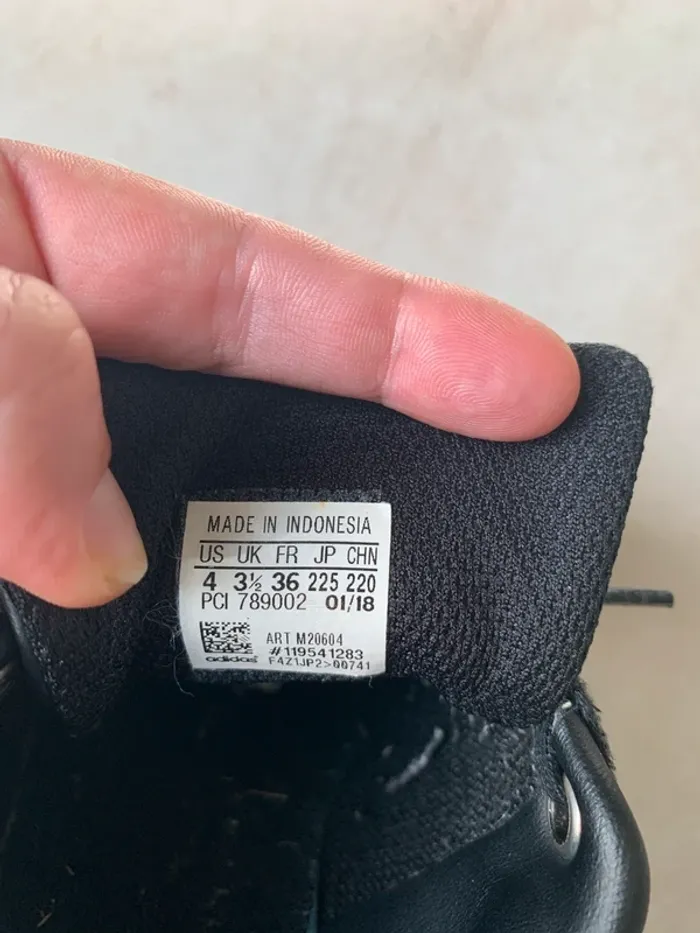 MADE IN INDONESIA
US UK FR JP CHN
4 3½ 36 225 220
PCI 789002 01/18
ART M20604
#119541283
adidas F4Z1JP2>00741